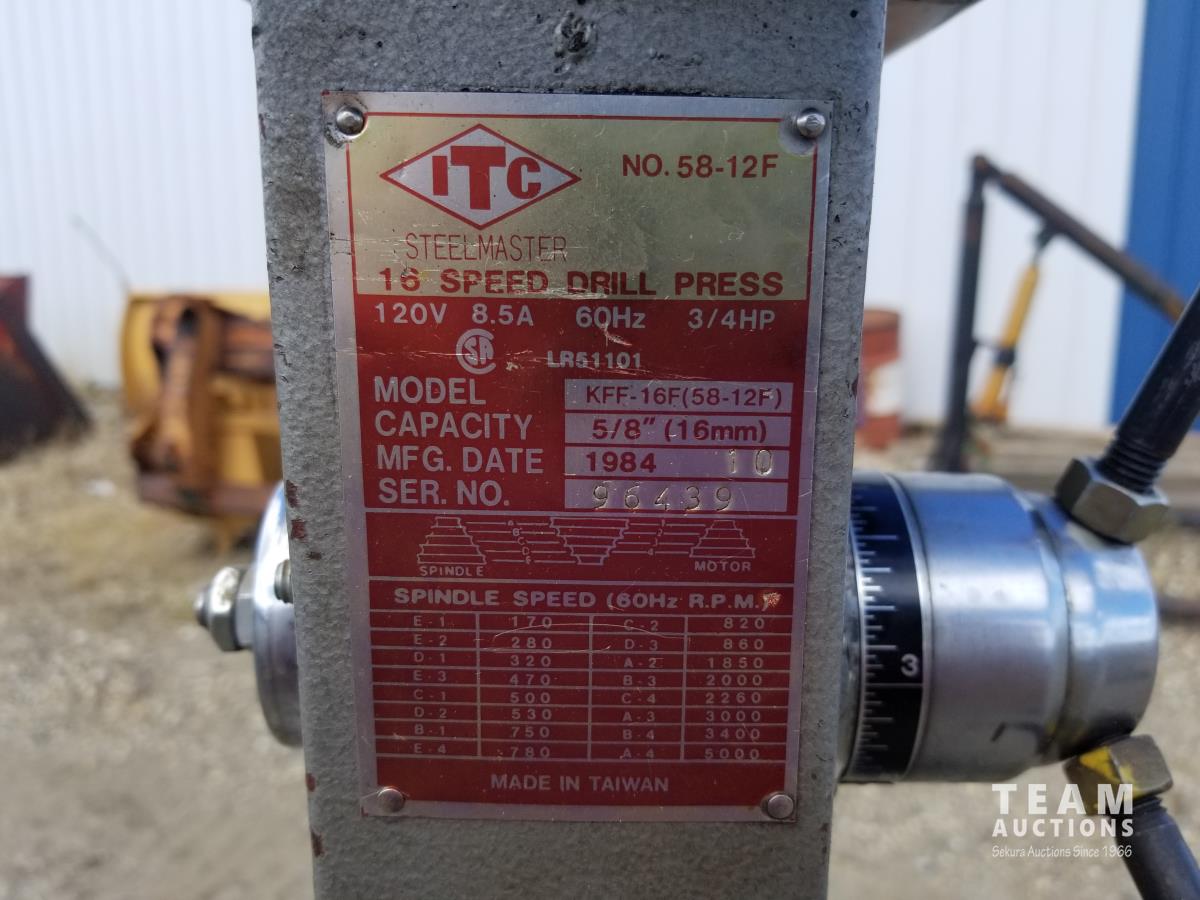 ITC
NO. 58-12F
STEELMASTER
16 SPEED DRILL PRESS
120V 8.5A 60Hz 3/4HP
SA LR51101
MODEL KFF-16F(58-12F)
CAPACITY 5/8" (16mm)
MFG. DATE 1984 10
SER. NO. 96439
SPINDLE MOTOR
SPINDLE SPEED (60Hz R.P.M.)
E-1 170 C-2 820
E-2 280 D-3 860
D-1 320 A-2 1850
E-3 470 B-3 2000
C-1 500 C-4 2260
D-2 530 A-3 3000
B-1 750 B-4 3400
E-4 780 A-4 5000
MADE IN TAIWAN
3
TEAM
AUCTIONS
Sekura Auctions Since 1966